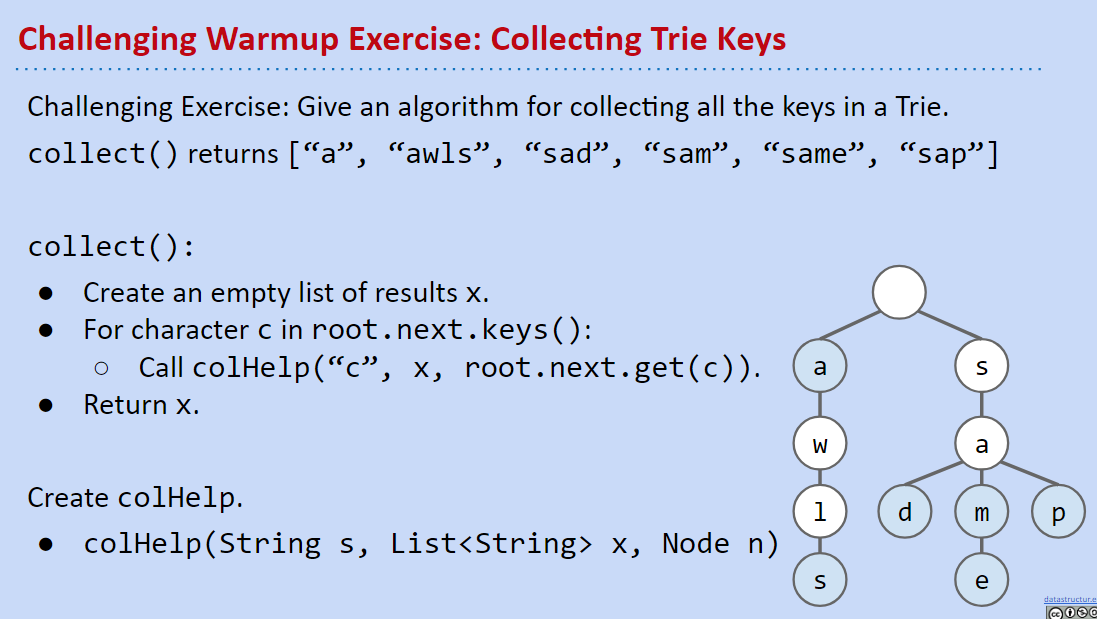 Challenging Warmup Exercise: Collecting Trie Keys
Challenging Exercise: Give an algorithm for collecting all the keys in a Trie.
collect() returns [“a”, “awls”, “sad”, “sam”, “same”, “sap”]
collect():
● Create an empty list of results x.
● For character c in root.next.keys():
○ Call colHelp(“c”, x, root.next.get(c)).
● Return x.
Create colHelp.
● colHelp(String s, List<String> x, Node n)
a s
w a
l d m p
s e
datastructur.e